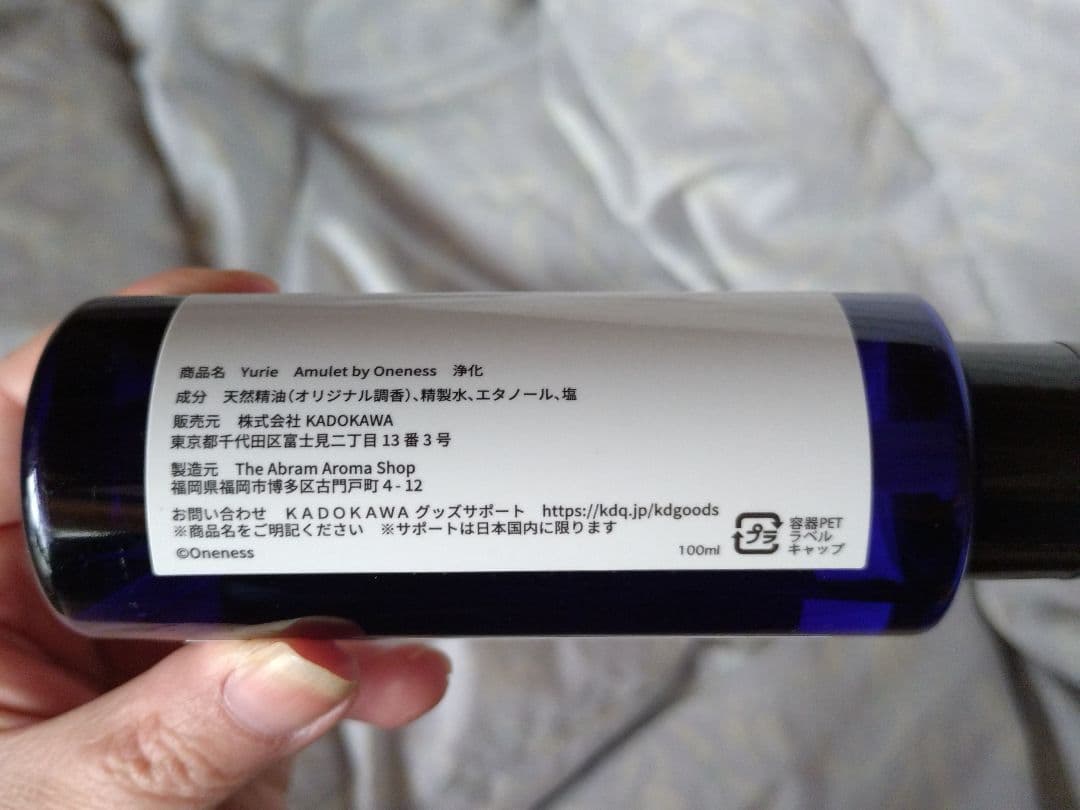 商品名　Yurie　Amulet by Oneness　浄化
成分　天然精油（オリジナル調香）、精製水、エタノール、塩
販売元　株式会社 KADOKAWA
東京都千代田区富士見二丁目 13 番 3 号
製造元　The Abram Aroma Shop
福岡県福岡市博多区古門戸町 4 - 12
お問い合わせ　ＫＡＤＯＫＡＷＡ グッズサポート　https://kdq.jp/kdgoods
※商品名をご明記ください　※サポートは日本国内に限ります
©Oneness
100ml
プラ
容器PET
ラベル
キャップ